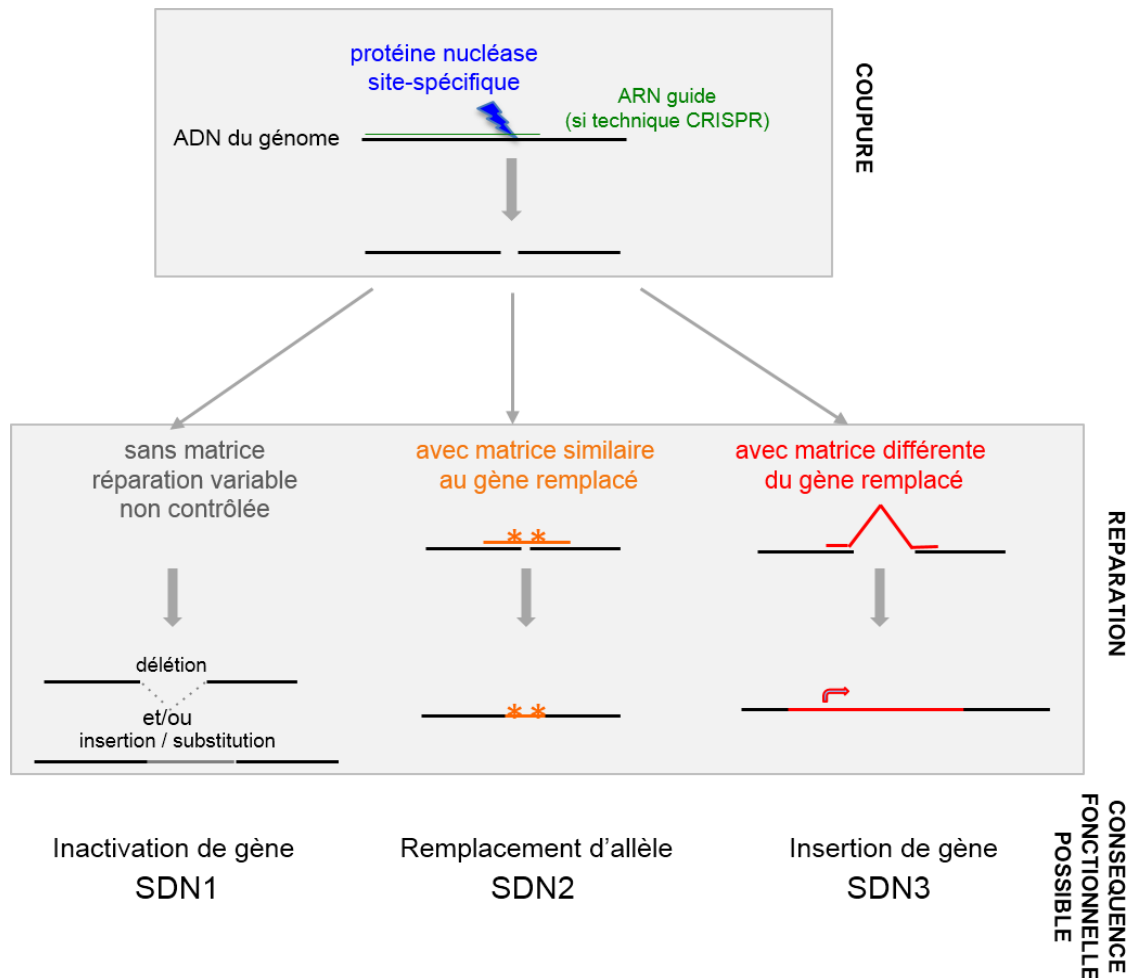 protéine nucléase
site-spécifique
ARN guide
(si technique CRISPR)
ADN du génome
COUPURE
sans matrice
réparation variable
non contrôlée
avec matrice similaire
au gène remplacé
avec matrice différente
du gène remplacé
**
délétion
et/ou
insertion / substitution
**
REPARATION
Inactivation de gène
SDN1
Remplacement d'allèle
SDN2
Insertion de gène
SDN3
CONSEQUENCE
FONCTIONNELLE
POSSIBLE